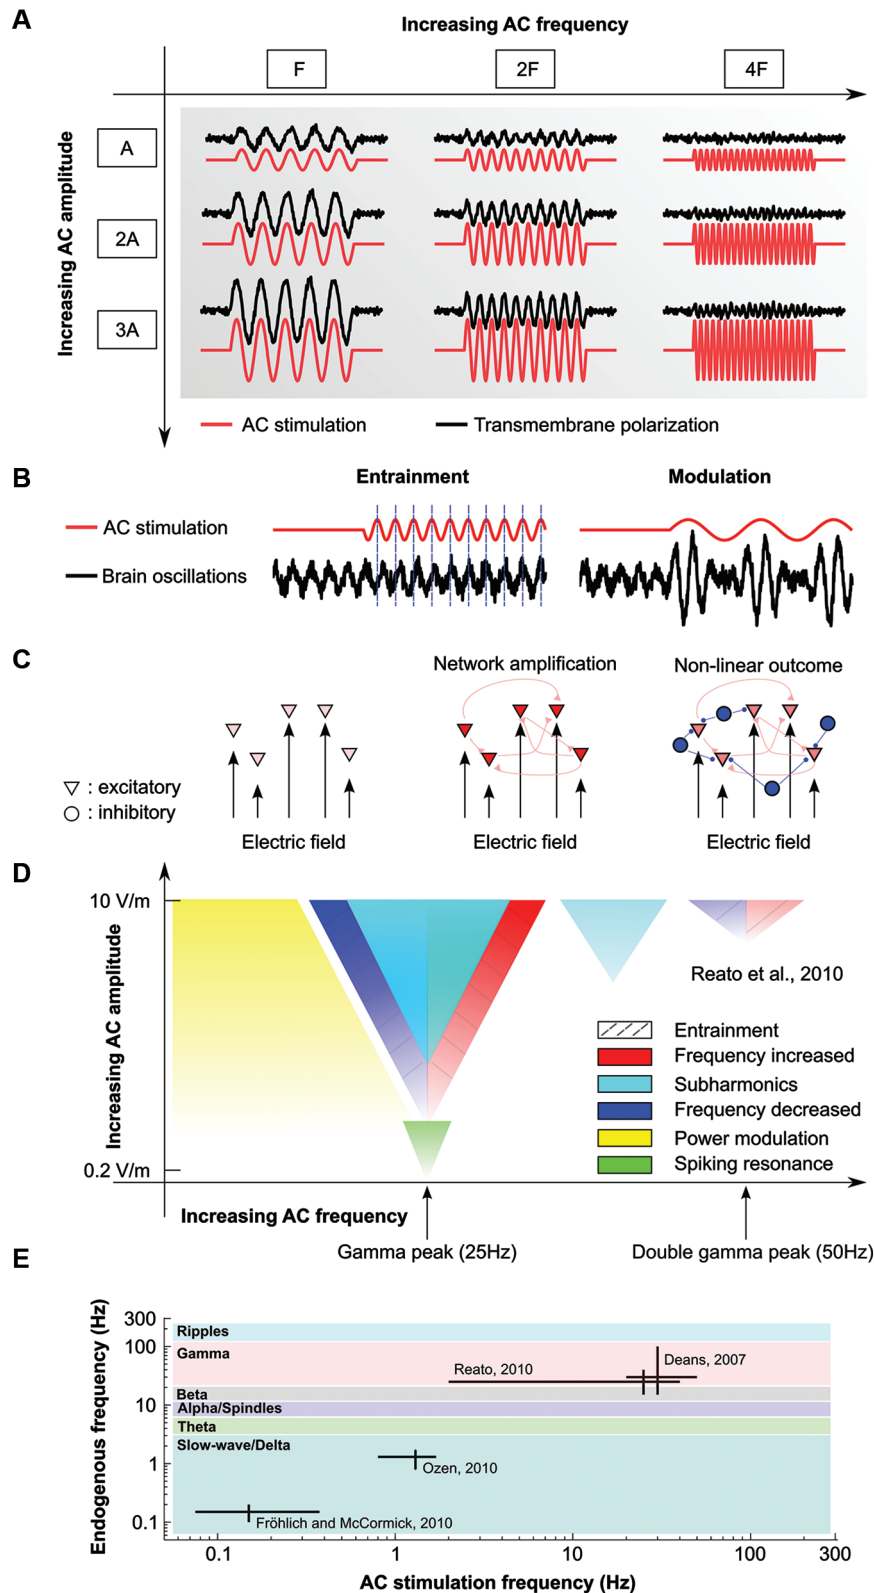 A
Increasing AC frequency
F
2F
4F
Increasing AC amplitude
A
2A
3A
AC stimulation
Transmembrane polarization
B
Entrainment
Modulation
AC stimulation
Brain oscillations
C
Network amplification
Non-linear outcome
: excitatory
: inhibitory
Electric field
Electric field
Electric field
D
10 V/m
Increasing AC amplitude
0.2 V/m
Reato et al., 2010
Entrainment
Frequency increased
Subharmonics
Frequency decreased
Power modulation
Spiking resonance
Increasing AC frequency
Gamma peak (25Hz)
Double gamma peak (50Hz)
E
Endogenous frequency (Hz)
300
100
10
1
0.1
Ripples
Gamma
Reato, 2010
Deans, 2007
Beta
Alpha/Spindles
Theta
Slow-wave/Delta
Ozen, 2010
Fröhlich and McCormick, 2010
0.1
1
10
100
300
AC stimulation frequency (Hz)